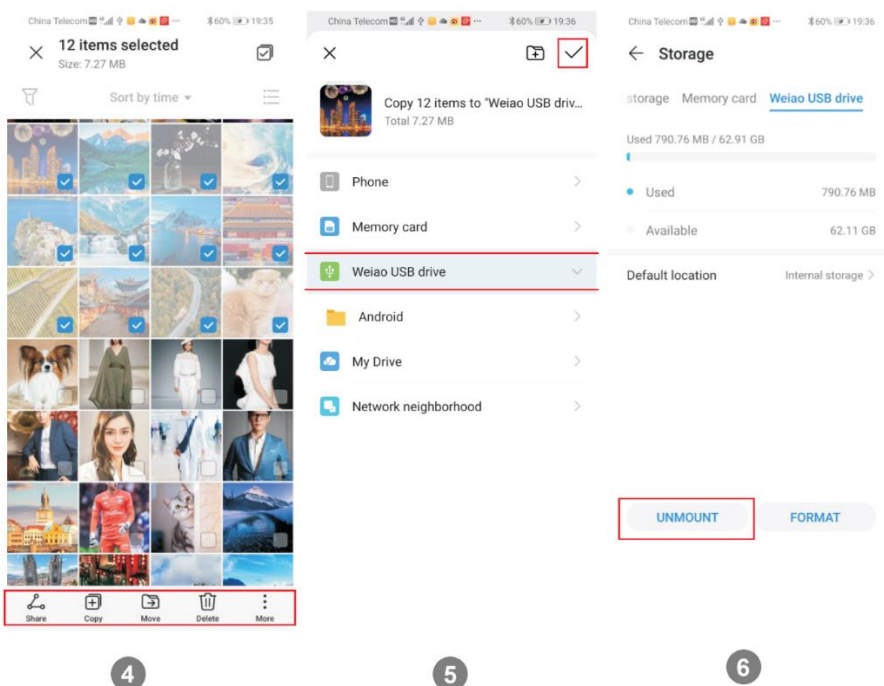 China Telecom HD 60% 19:35
12 items selected
Size: 7.27 MB
Sort by time
Share Copy Move Delete More
4
China Telecom HD 60% 19:36
Copy 12 items to "Weiao USB driv...
Total 7.27 MB
Phone
Memory card
Weiao USB drive
Android
My Drive
Network neighborhood
5
China Telecom HD 60% 19:36
Storage
storage Memory card Weiao USB drive
Used 790.76 MB / 62.91 GB
Used 790.76 MB
Available 62.11 GB
Default location Internal storage
UNMOUNT FORMAT
6